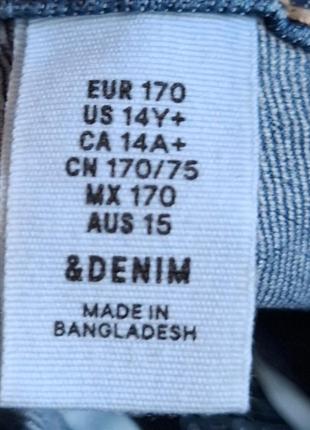 EUR 170
US 14Y+
CA 14A+
CN 170/75
MX 170
AUS 15
&DENIM
MADE IN
BANGLADESH